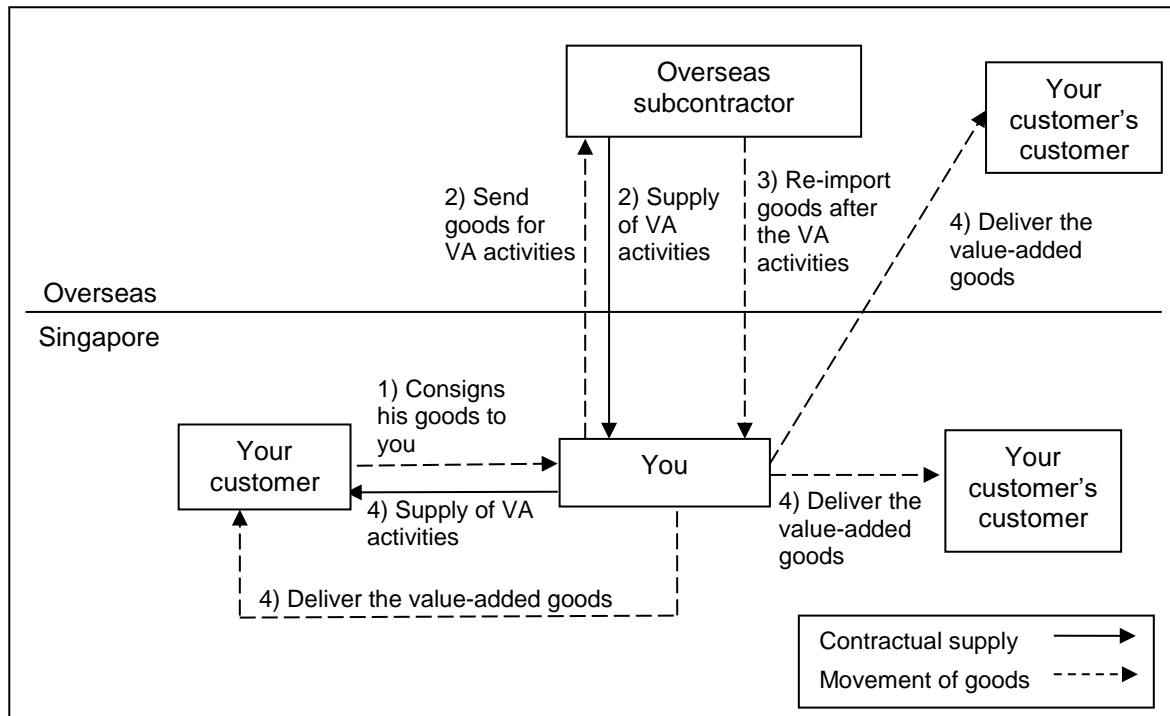 Overseas
subcontractor
Your
customer's
customer
2) Send
goods for
VA activities
2) Supply
of VA
activities
3) Re-import
goods after
the VA
activities
4) Deliver the
value-added
goods
Overseas
Singapore
1) Consigns
his goods to
you
Your
customer
You
Your
customer's
customer
4) Supply of VA
activities
4) Deliver the
value-added
goods
4) Deliver the value-added goods
Contractual supply
Movement of goods